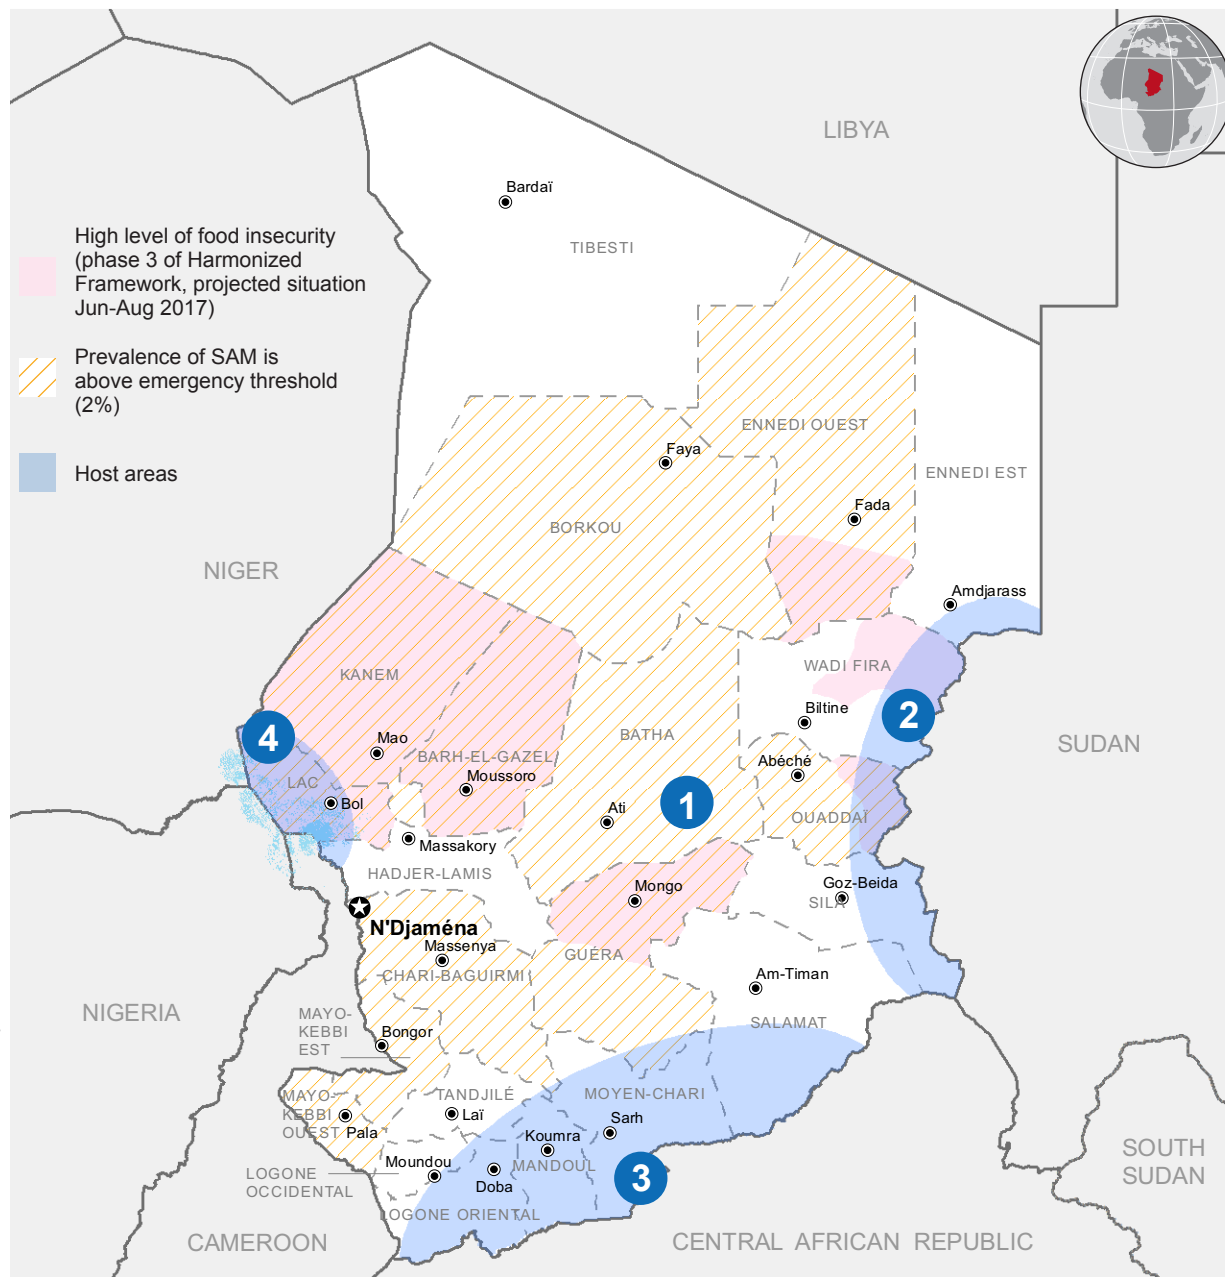 LIBYA
Bardaï
TIBESTI
High level of food insecurity
(phase 3 of Harmonized
Framework, projected situation
Jun-Aug 2017)
Prevalence of SAM is
above emergency threshold
(2%)
Host areas
ENNEDI OUEST
Faya
ENNEDI EST
Fada
BORKOU
NIGER
Amdjarass
WADI FIRA
KANEM
Biltine
2
4
Mao
BATHA
SUDAN
BARH-EL-GAZEL
Abéché
LAC
Moussoro
Bol
Ati
1
OUADDAÏ
Massakory
HADJER-LAMIS
Mongo
Goz-Beida
SILA
N'Djaména
Massenya
GUÉRA
CHARI-BAGUIRMI
Am-Timan
NIGERIA
MAYO-
KEBBI
EST
Bongor
SALAMAT
MAYO-
KEBBI
OUEST
Pala
TANDJILÉ
Laï
MOYEN-CHARI
Sarh
Koumra
MANDOUL
Moundou
Doba
3
LOGONE
OCCIDENTAL
LOGONE ORIENTAL
SOUTH
SUDAN
CAMEROON
CENTRAL AFRICAN REPUBLIC